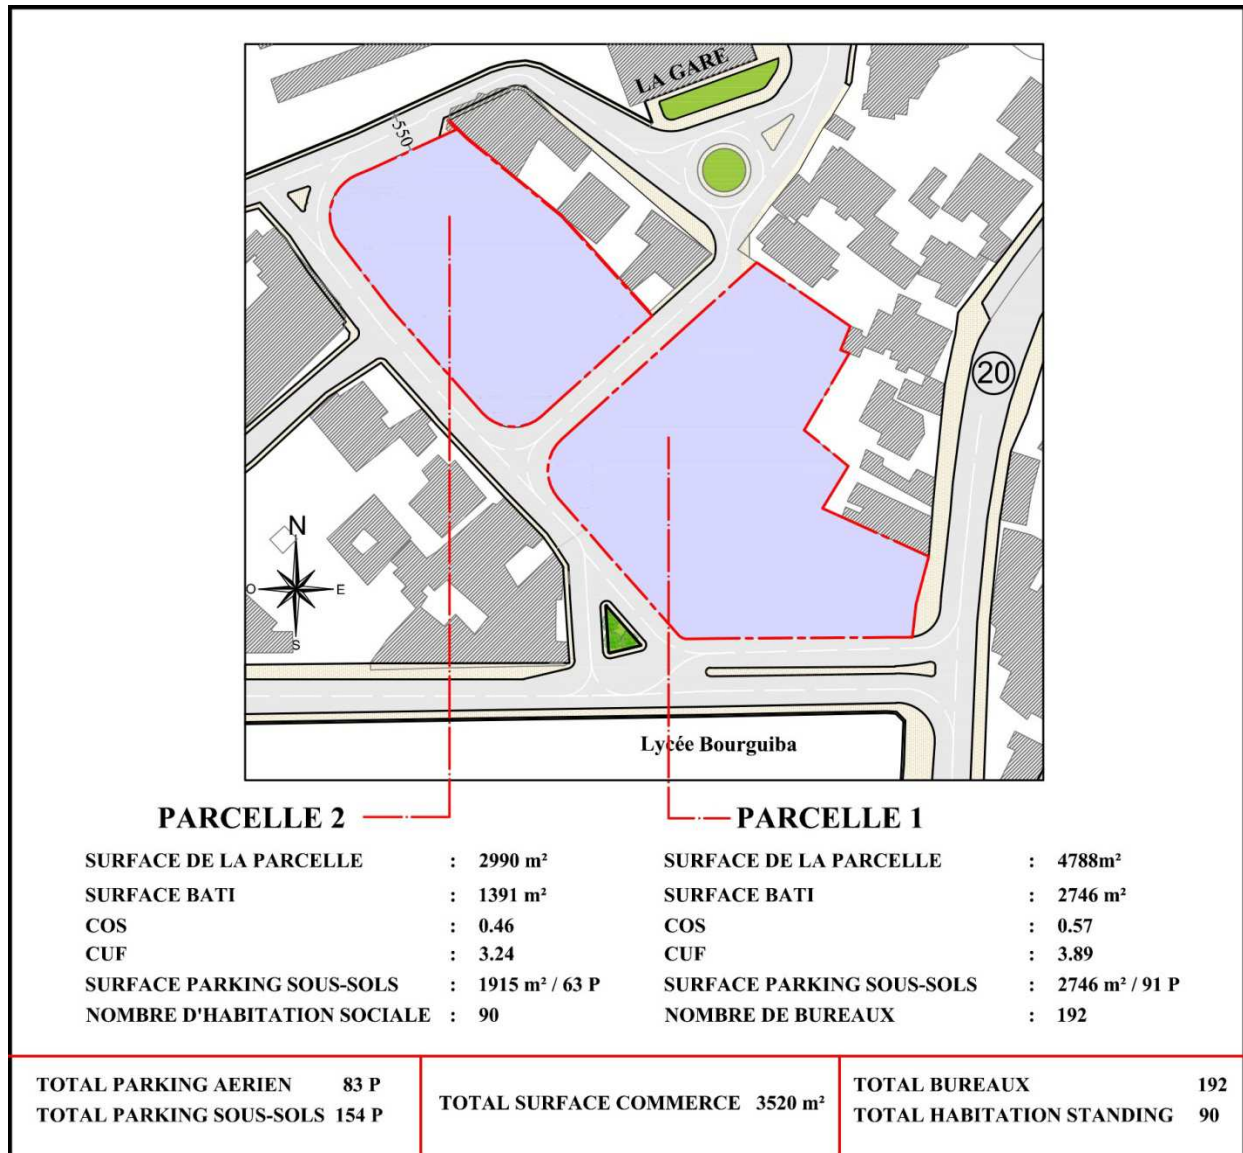 LA GARE
550
20
N
O
E
S
Lycée Bourguiba
PARCELLE 2
SURFACE DE LA PARCELLE : 2990 m²
SURFACE BATI : 1391 m²
COS : 0.46
CUF : 3.24
SURFACE PARKING SOUS-SOLS : 1915 m² / 63 P
NOMBRE D'HABITATION SOCIALE : 90
PARCELLE 1
SURFACE DE LA PARCELLE : 4788m²
SURFACE BATI : 2746 m²
COS : 0.57
CUF : 3.89
SURFACE PARKING SOUS-SOLS : 2746 m² / 91 P
NOMBRE DE BUREAUX : 192
TOTAL PARKING AERIEN 83 P
TOTAL PARKING SOUS-SOLS 154 P
TOTAL SURFACE COMMERCE 3520 m²
TOTAL BUREAUX 192
TOTAL HABITATION STANDING 90